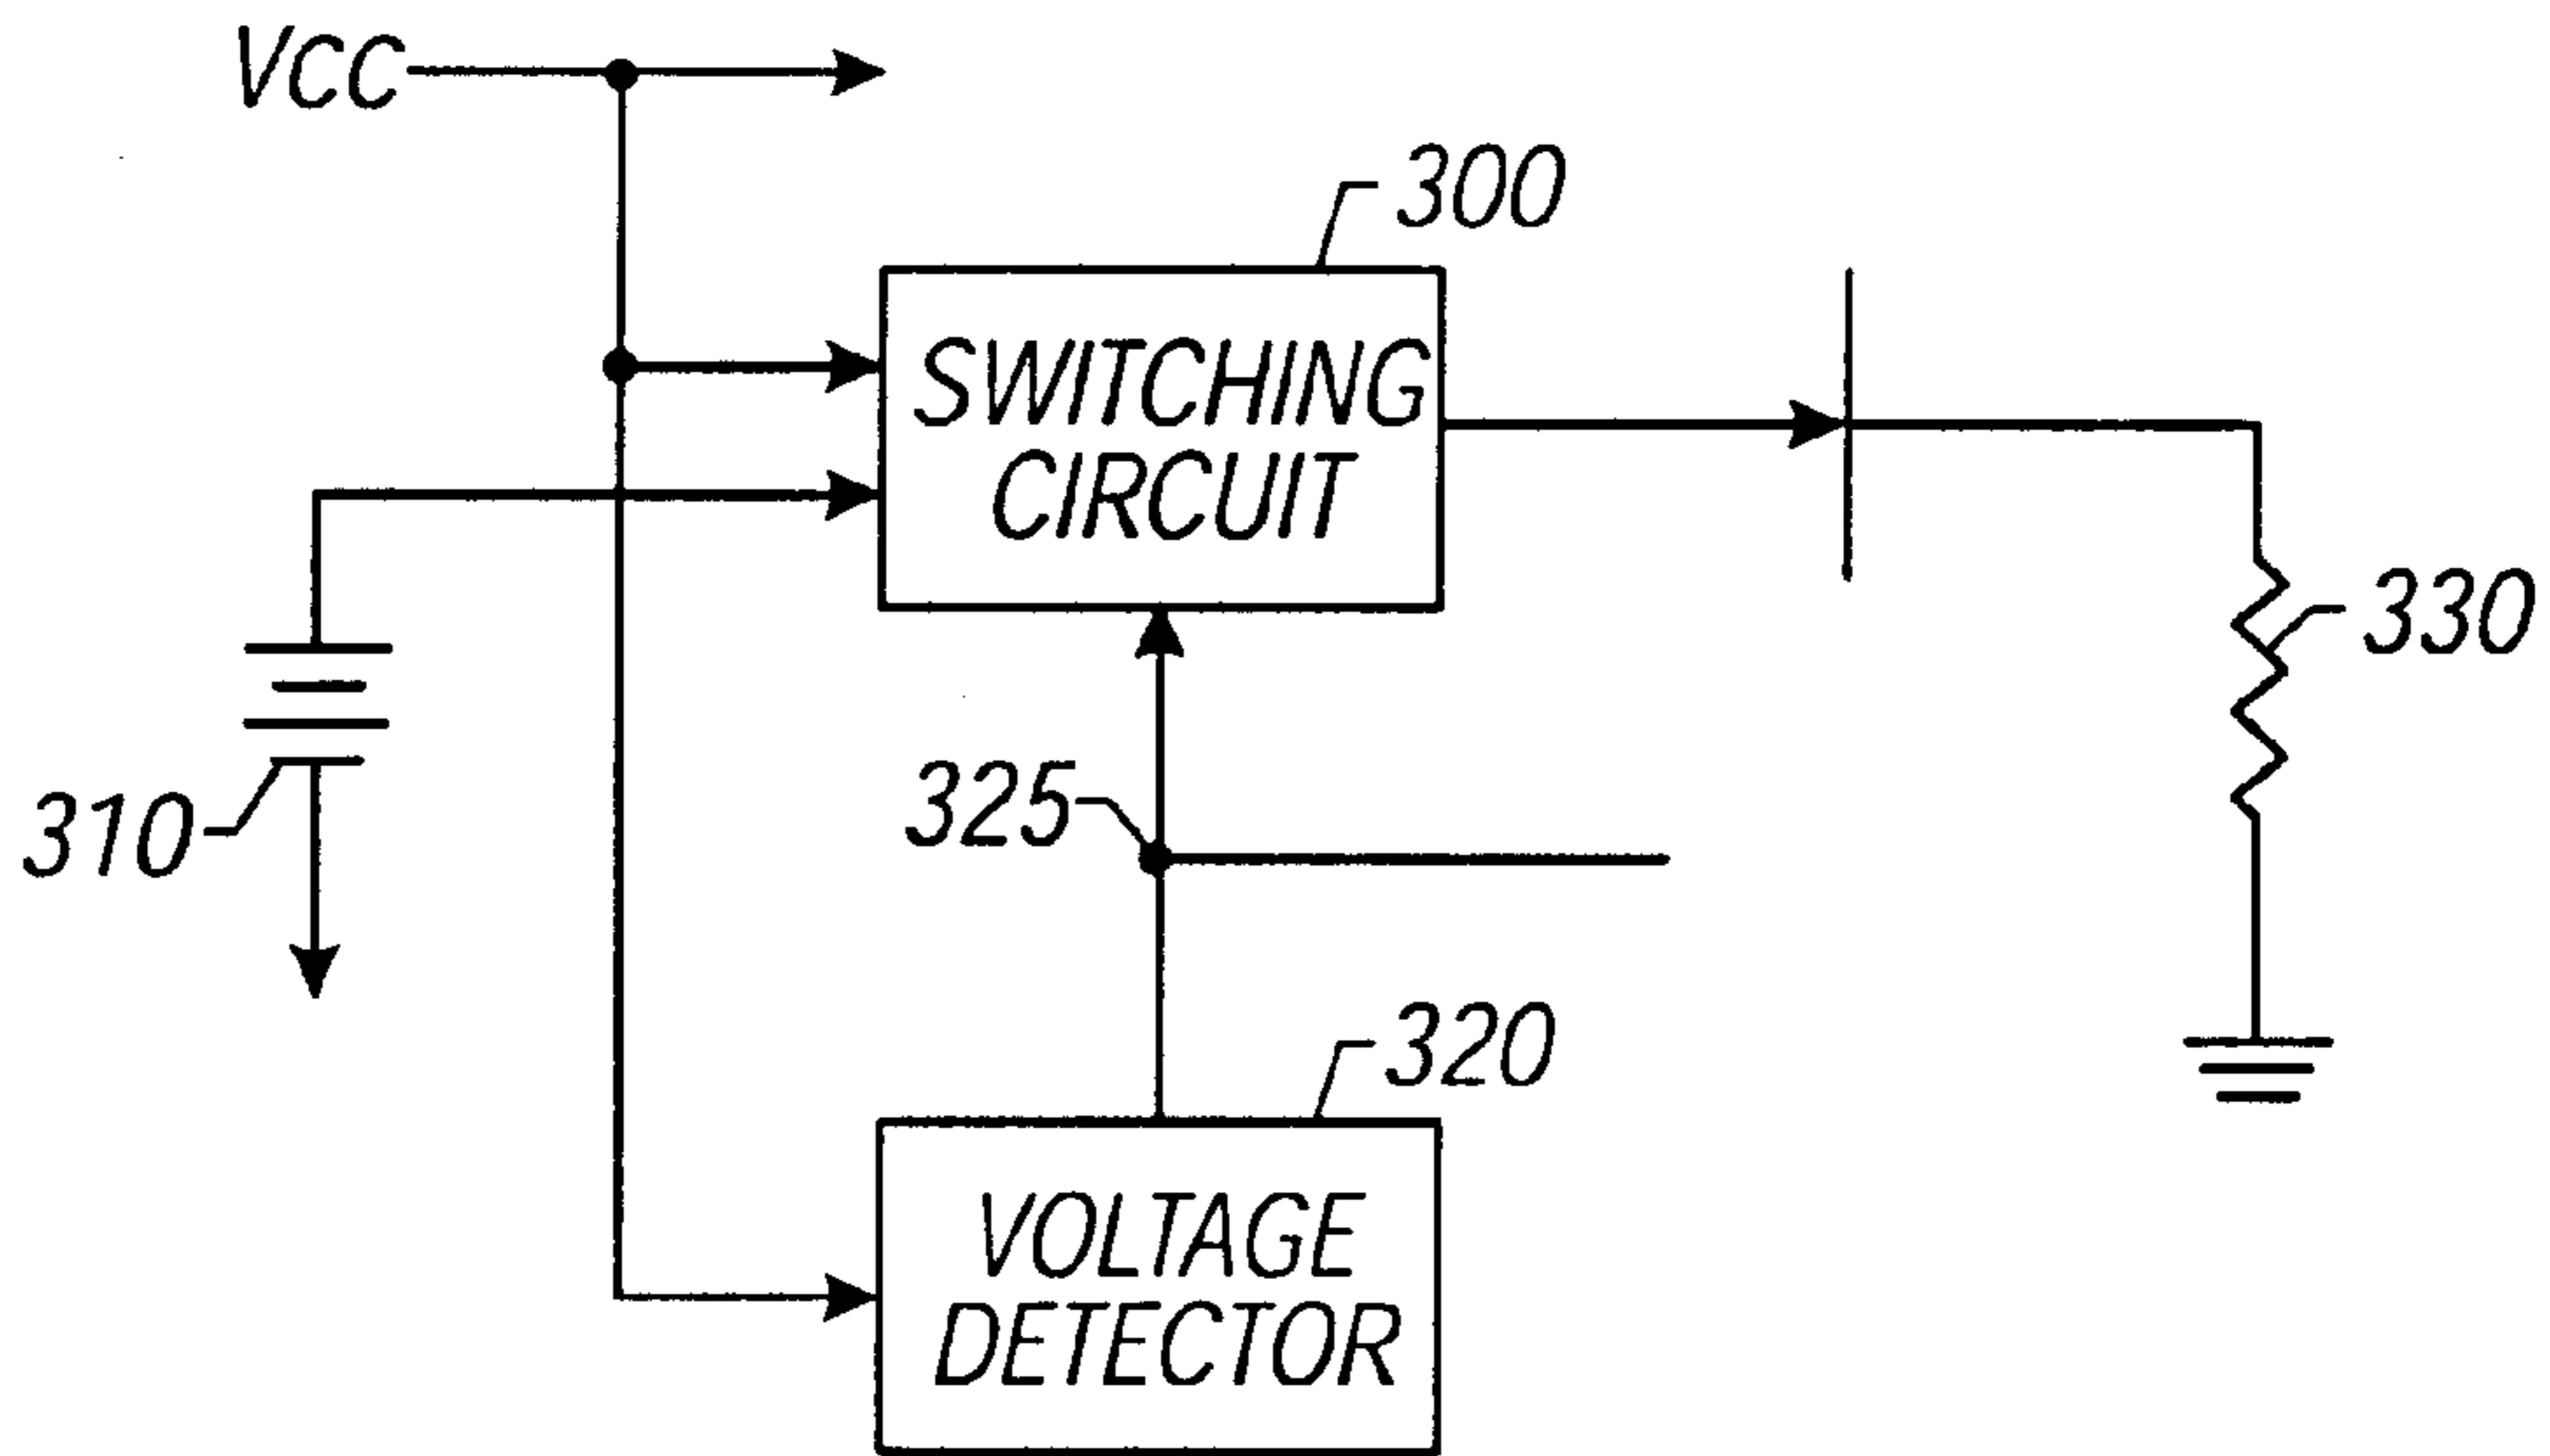 VCC
300
SWITCHING
CIRCUIT
330
325
310
320
VOLTAGE
DETECTOR